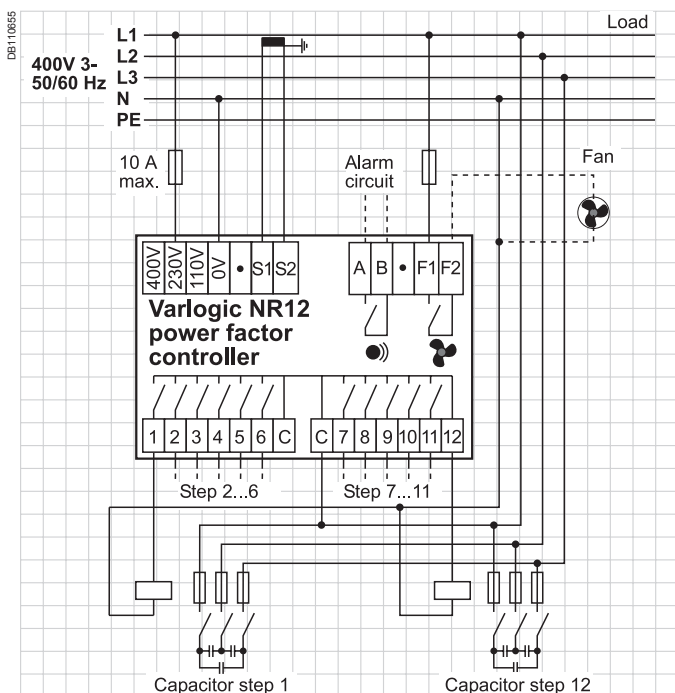 DB110655
L1
Load
L2
400V 3-
50/60 Hz
L3
N
PE
10 A
max.
Alarm
circuit
Fan
400V
230V
110V
0V
•
S1
S2
A
B
•
F1
F2
Varlogic NR12
power factor
controller
1
2
3
4
5
6
C
C
7
8
9
10
11
12
Step 2...6
Step 7...11
Capacitor step 1
Capacitor step 12